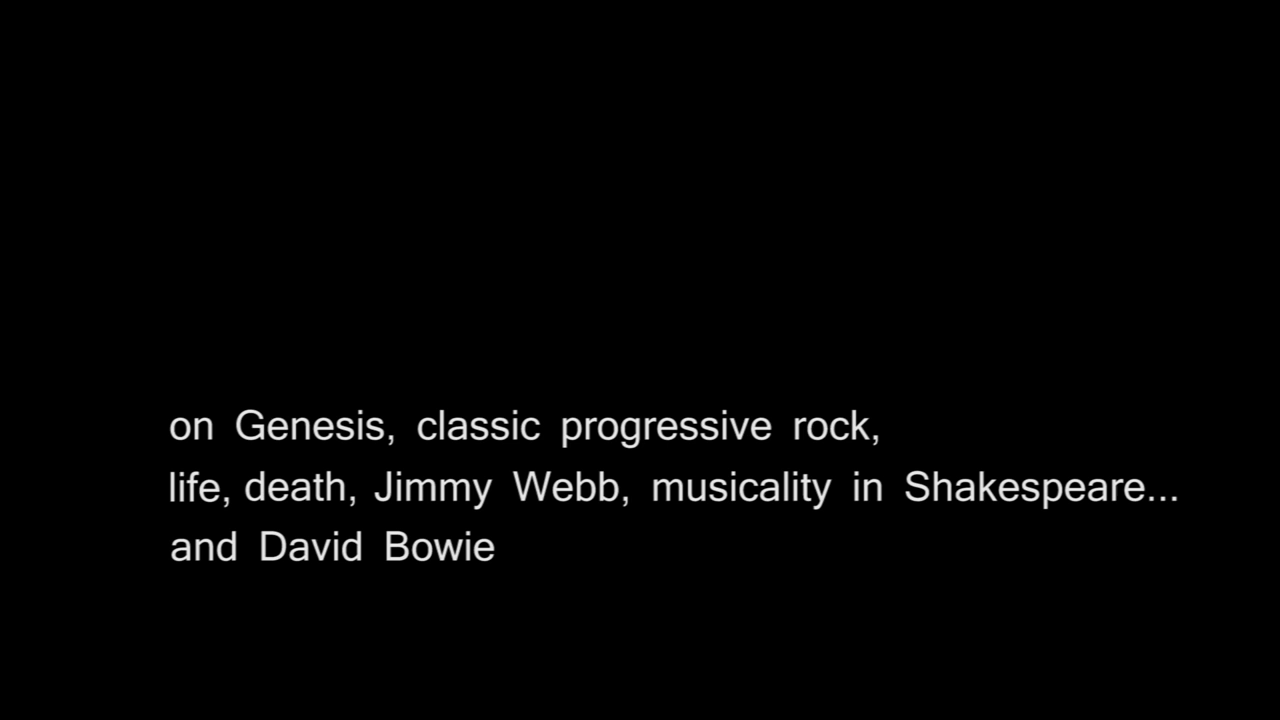 on Genesis, classic progressive rock,
life, death, Jimmy Webb, musicality in Shakespeare...
and David Bowie